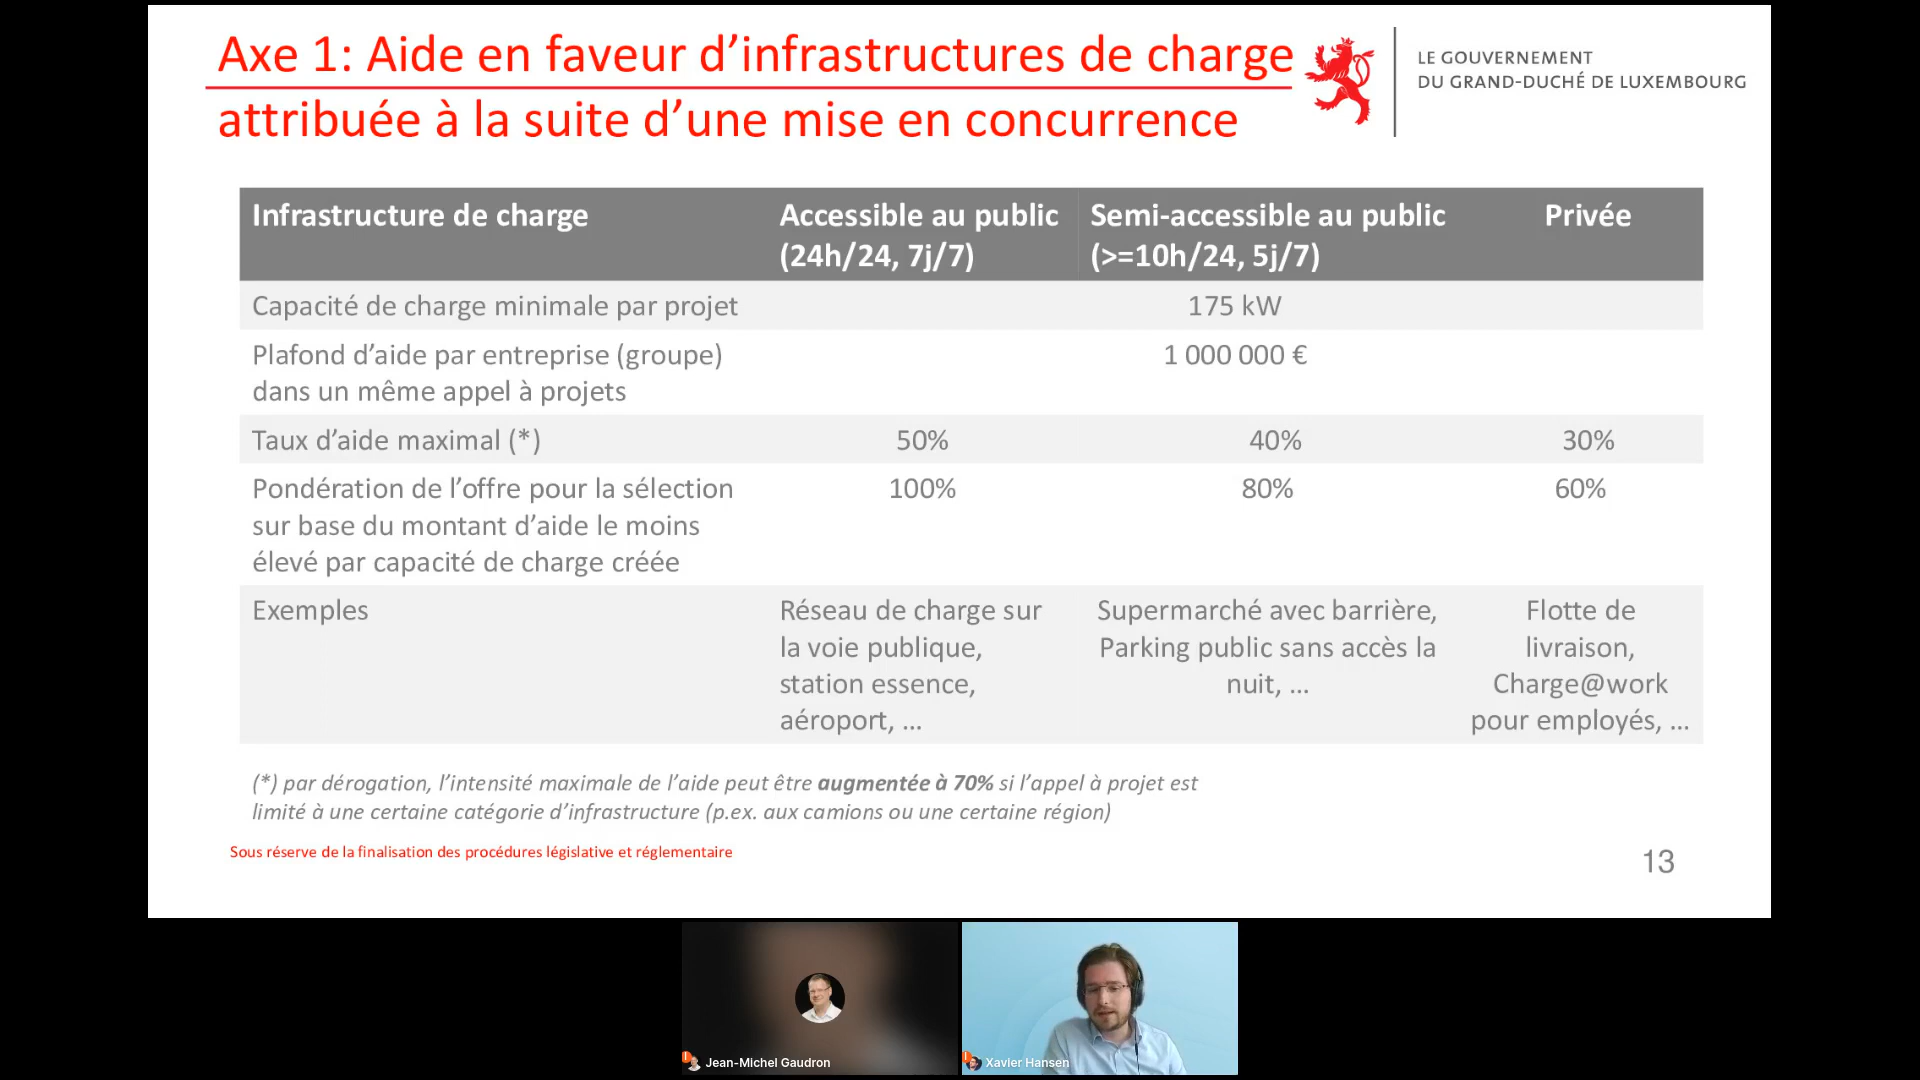 Axe 1: Aide en faveur d’infrastructures de charge
attribuée à la suite d’une mise en concurrence
LE GOUVERNEMENT
DU GRAND-DUCHÉ DE LUXEMBOURG
Infrastructure de charge
Accessible au public
(24h/24, 7j/7)
Semi-accessible au public
(>=10h/24, 5j/7)
Privée
Capacité de charge minimale par projet
175 kW
Plafond d’aide par entreprise (groupe)
dans un même appel à projets
1 000 000 €
Taux d’aide maximal (*)
50%
40%
30%
Pondération de l’offre pour la sélection
sur base du montant d’aide le moins
élevé par capacité de charge créée
100%
80%
60%
Exemples
Réseau de charge sur
la voie publique,
station essence,
aéroport, ...
Supermarché avec barrière,
Parking public sans accès la
nuit, ...
Flotte de
livraison,
Charge@work
pour employés, ...
(*) par dérogation, l’intensité maximale de l’aide peut être augmentée à 70% si l’appel à projet est
limité à une certaine catégorie d’infrastructure (p.ex. aux camions ou une certaine région)
Sous réserve de la finalisation des procédures législative et réglementaire
13
Jean-Michel Gaudron
Xavier Hansen